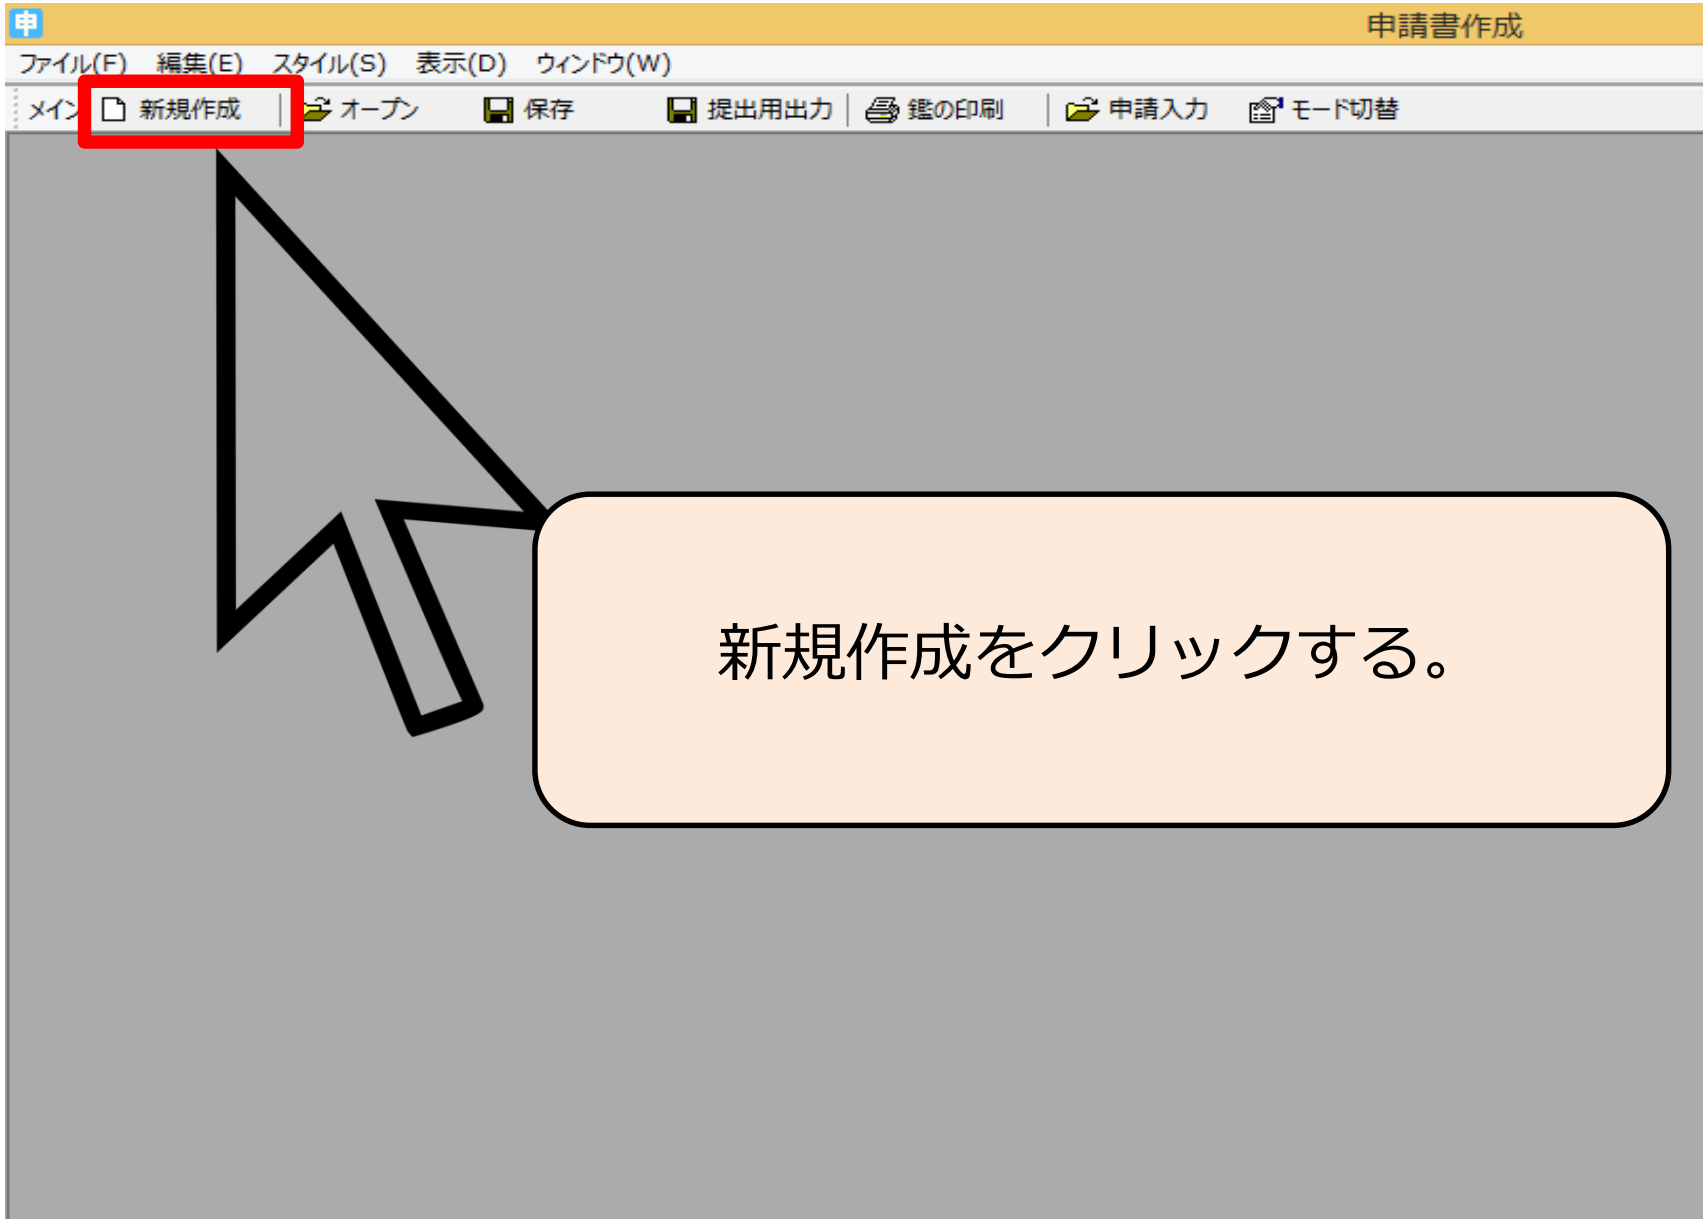 申 申請書作成
ファイル(F) 編集(E) スタイル(S) 表示(D) ウィンドウ(W)
メイン 新規作成 オープン 保存 提出用出力 鑑の印刷 申請入力 モード切替
新規作成をクリックする。